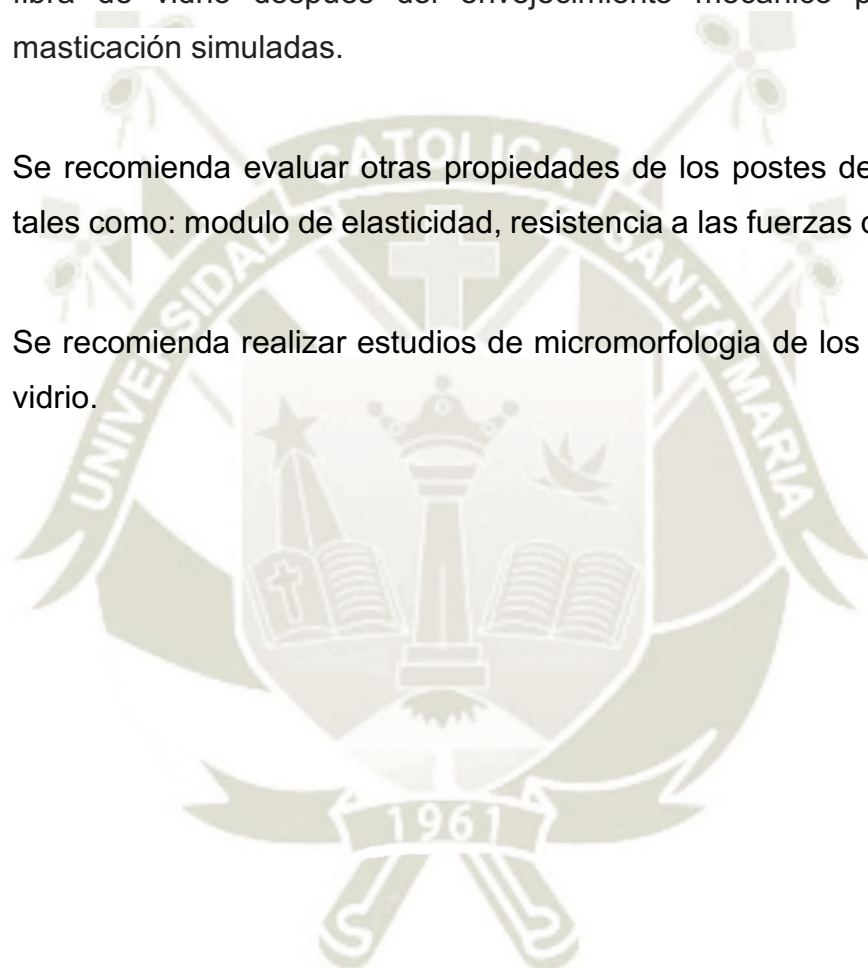 fibra de vidrio después del envejecimiento mecánico
masticación simuladas.
Se recomienda evaluar otras propiedades de los postes de
tales como: modulo de elasticidad, resistencia a las fuerzas
Se recomienda realizar estudios de micromorfologia de los
vidrio.
UNIVERSIDAD CATOLICA SANTA MARIA
1961
S S